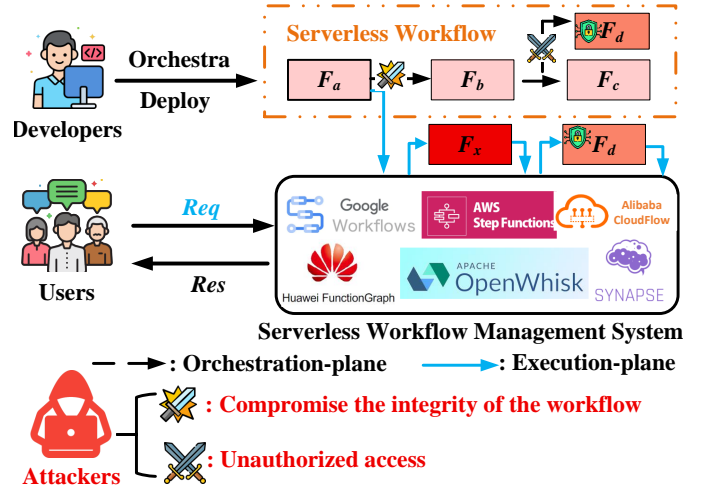 Serverless Workflow
Orchestra
Deploy
Developers
F_a
F_b
F_c
F_d
F_x
F_d
Users
Req
Res
Google
Workflows
AWS
Step Functions
Alibaba
CloudFlow
Huawei FunctionGraph
APACHE
OpenWhisk
SYNAPSE
Serverless Workflow Management System
: Orchestration-plane
: Execution-plane
Attackers
: Compromise the integrity of the workflow
: Unauthorized access